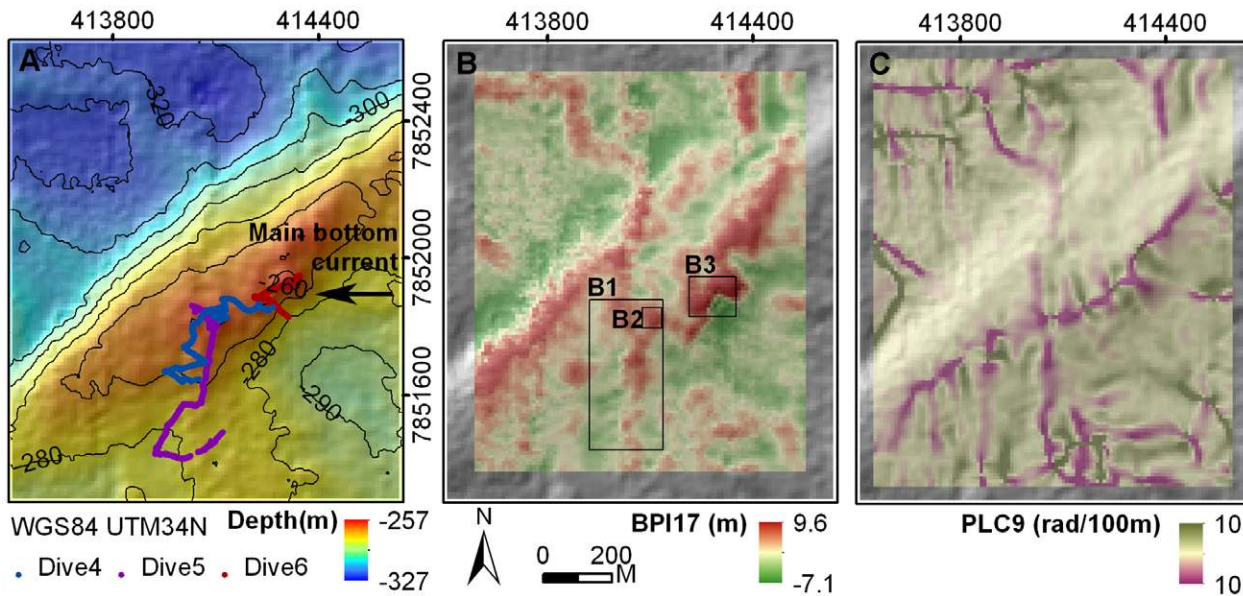 413800 414400 413800 414400 413800 414400
A
B
C
320
-300
7852400
Main bottom
current
7852000
-260
B3
B1
B2
280
290
7851600
280
WGS84 UTM34N
Depth(m)
-257
-327
N
0 200
M
BPI17 (m)
9.6
-7.1
PLC9 (rad/100m)
10
10
Dive4 Dive5 Dive6